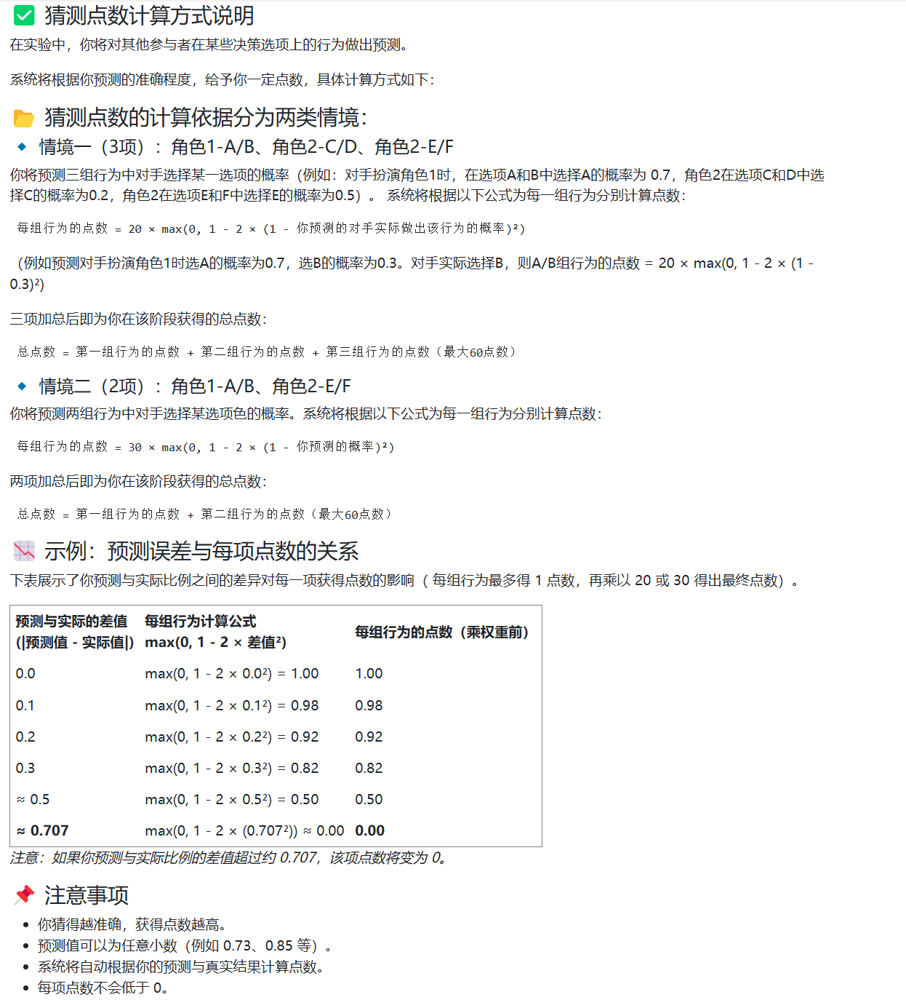 猜测点数计算方式说明
在实验中，你将对其他参与者在某些决策选项上的行为做出预测。
系统将根据你预测的准确程度，给予你一定点数，具体计算方式如下：
猜测点数的计算依据分为两类情境：
情境一（3项）：角色1-A/B、角色2-C/D、角色2-E/F
你将预测三组行为中对手选择某一选项的概率（例如：对手扮演角色1时，在选项A和B中选择A的概率为 0.7，角色2在选项C和D中选
择C的概率为0.2，角色2在选项E和F中选择E的概率为0.5）。 系统将根据以下公式为每一组行为分别计算点数：
每组行为的点数 = 20 × max(0, 1 - 2 × (1 - 你预测的对手实际做出该行为的概率)²)
（例如预测对手扮演角色1时选A的概率为0.7，选B的概率为0.3。对手实际选择B，则A/B组行为的点数 = 20 × max(0, 1 - 2 × (1 -
0.3)²)
三项加总后即为你在该阶段获得的总点数：
总点数 = 第一组行为的点数 + 第二组行为的点数 + 第三组行为的点数（最大60点数）
情境二（2项）：角色1-A/B、角色2-E/F
你将预测两组行为中对手选择某选项色的概率。系统将根据以下公式为每一组行为分别计算点数：
每组行为的点数 = 30 × max(0, 1 - 2 × (1 - 你预测的概率)²)
两项加总后即为你在该阶段获得的总点数：
总点数 = 第一组行为的点数 + 第二组行为的点数（最大60点数）
示例：预测误差与每项点数的关系
下表展示了你预测与实际比例之间的差异对每一项获得点数的影响（ 每组行为最多得 1 点数，再乘以 20 或 30 得出最终点数）。
预测与实际的差值 每组行为计算公式 每组行为的点数（乘权重前）
(|预测值 - 实际值|) max(0, 1 - 2 × 差值²)
0.0 max(0, 1 - 2 × 0.0²) = 1.00 1.00
0.1 max(0, 1 - 2 × 0.1²) = 0.98 0.98
0.2 max(0, 1 - 2 × 0.2²) = 0.92 0.92
0.3 max(0, 1 - 2 × 0.3²) = 0.82 0.82
≈ 0.5 max(0, 1 - 2 × 0.5²) = 0.50 0.50
≈ 0.707 max(0, 1 - 2 × (0.707²)) ≈ 0.00 0.00
注意：如果你预测与实际比例的差值超过约 0.707，该项点数将变为 0。
注意事项
• 你猜得越准确，获得点数越高。
• 预测值可以为任意小数（例如 0.73、0.85 等）。
• 系统将自动根据你的预测与真实结果计算点数。
• 每项点数不会低于 0。